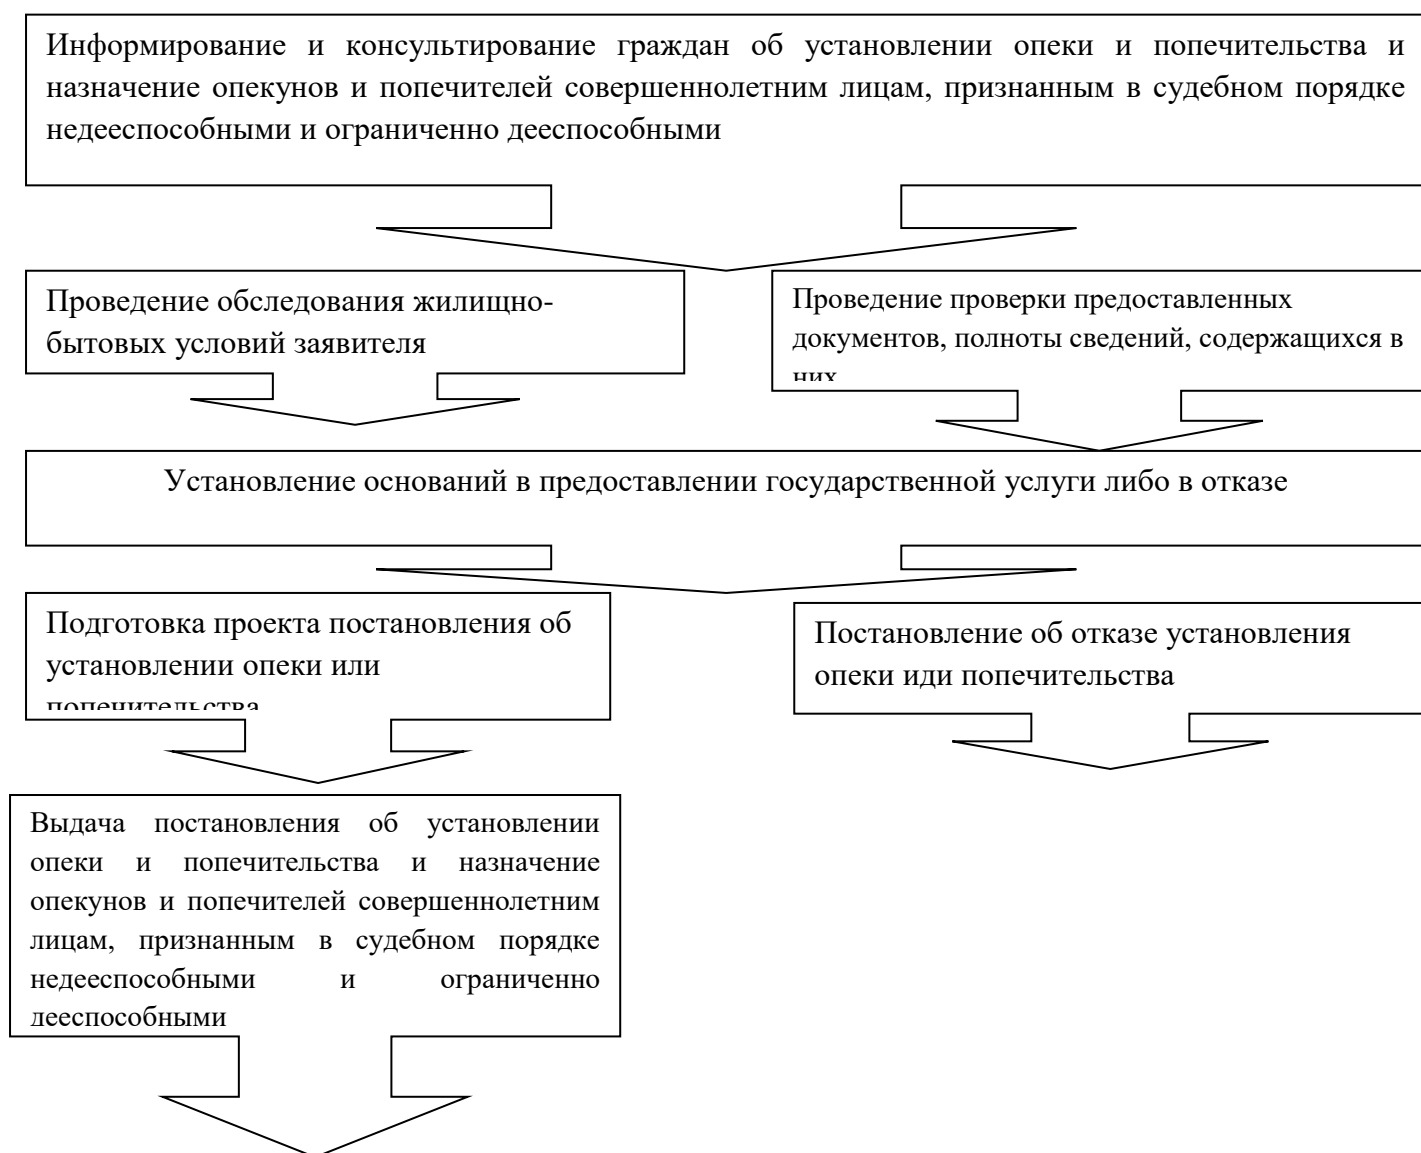 Информирование и консультирование граждан об установлении опеки и попечительства и
назначение опекунов и попечителей совершеннолетним лицам, признанным в судебном порядке
недееспособными и ограниченно дееспособными
Проведение обследования жилищно-
бытовых условий заявителя
Проведение проверки предоставленных
документов, полноты сведений, содержащихся в
них
Установление оснований в предоставлении государственной услуги либо в отказе
Подготовка проекта постановления об
установлении опеки или
попечительства
Постановление об отказе установления
опеки иди попечительства
Выдача постановления об установлении
опеки и попечительства и назначение
опекунов и попечителей совершеннолетним
лицам, признанным в судебном порядке
недееспособными и ограниченно
дееспособными